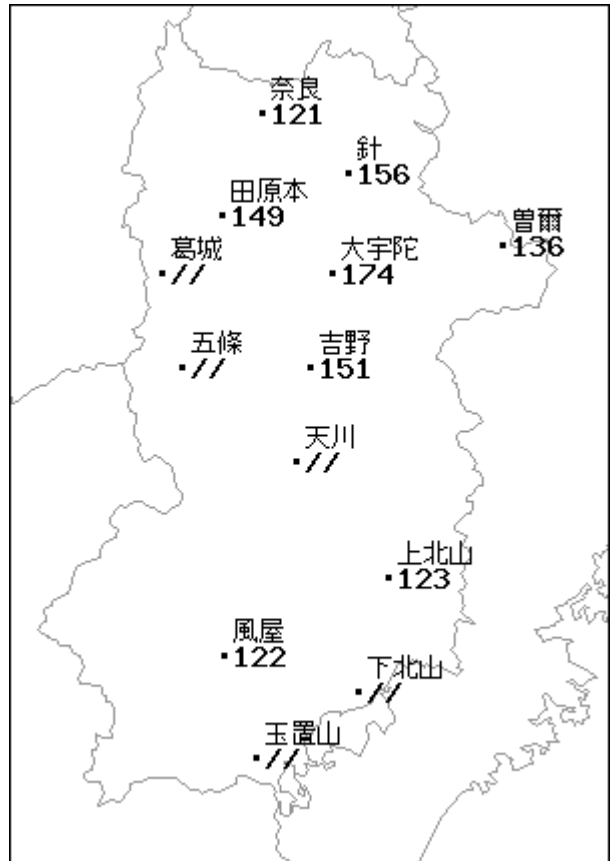 奈良
121
針
156
田原本
149
曽爾
136
葛城
//
大宇陀
174
五條
//
吉野
151
天川
//
上北山
123
風屋
122
下北山
//
玉置山
//